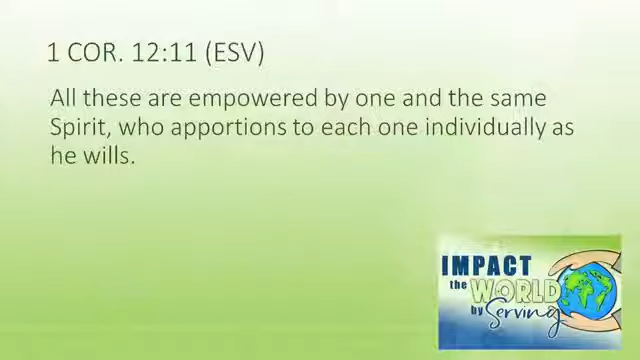 1 COR. 12:11 (ESV)
All these are empowered by one and the same
Spirit, who apportions to each one individually as
he wills.
IMPACT
the WORLD
by Serving